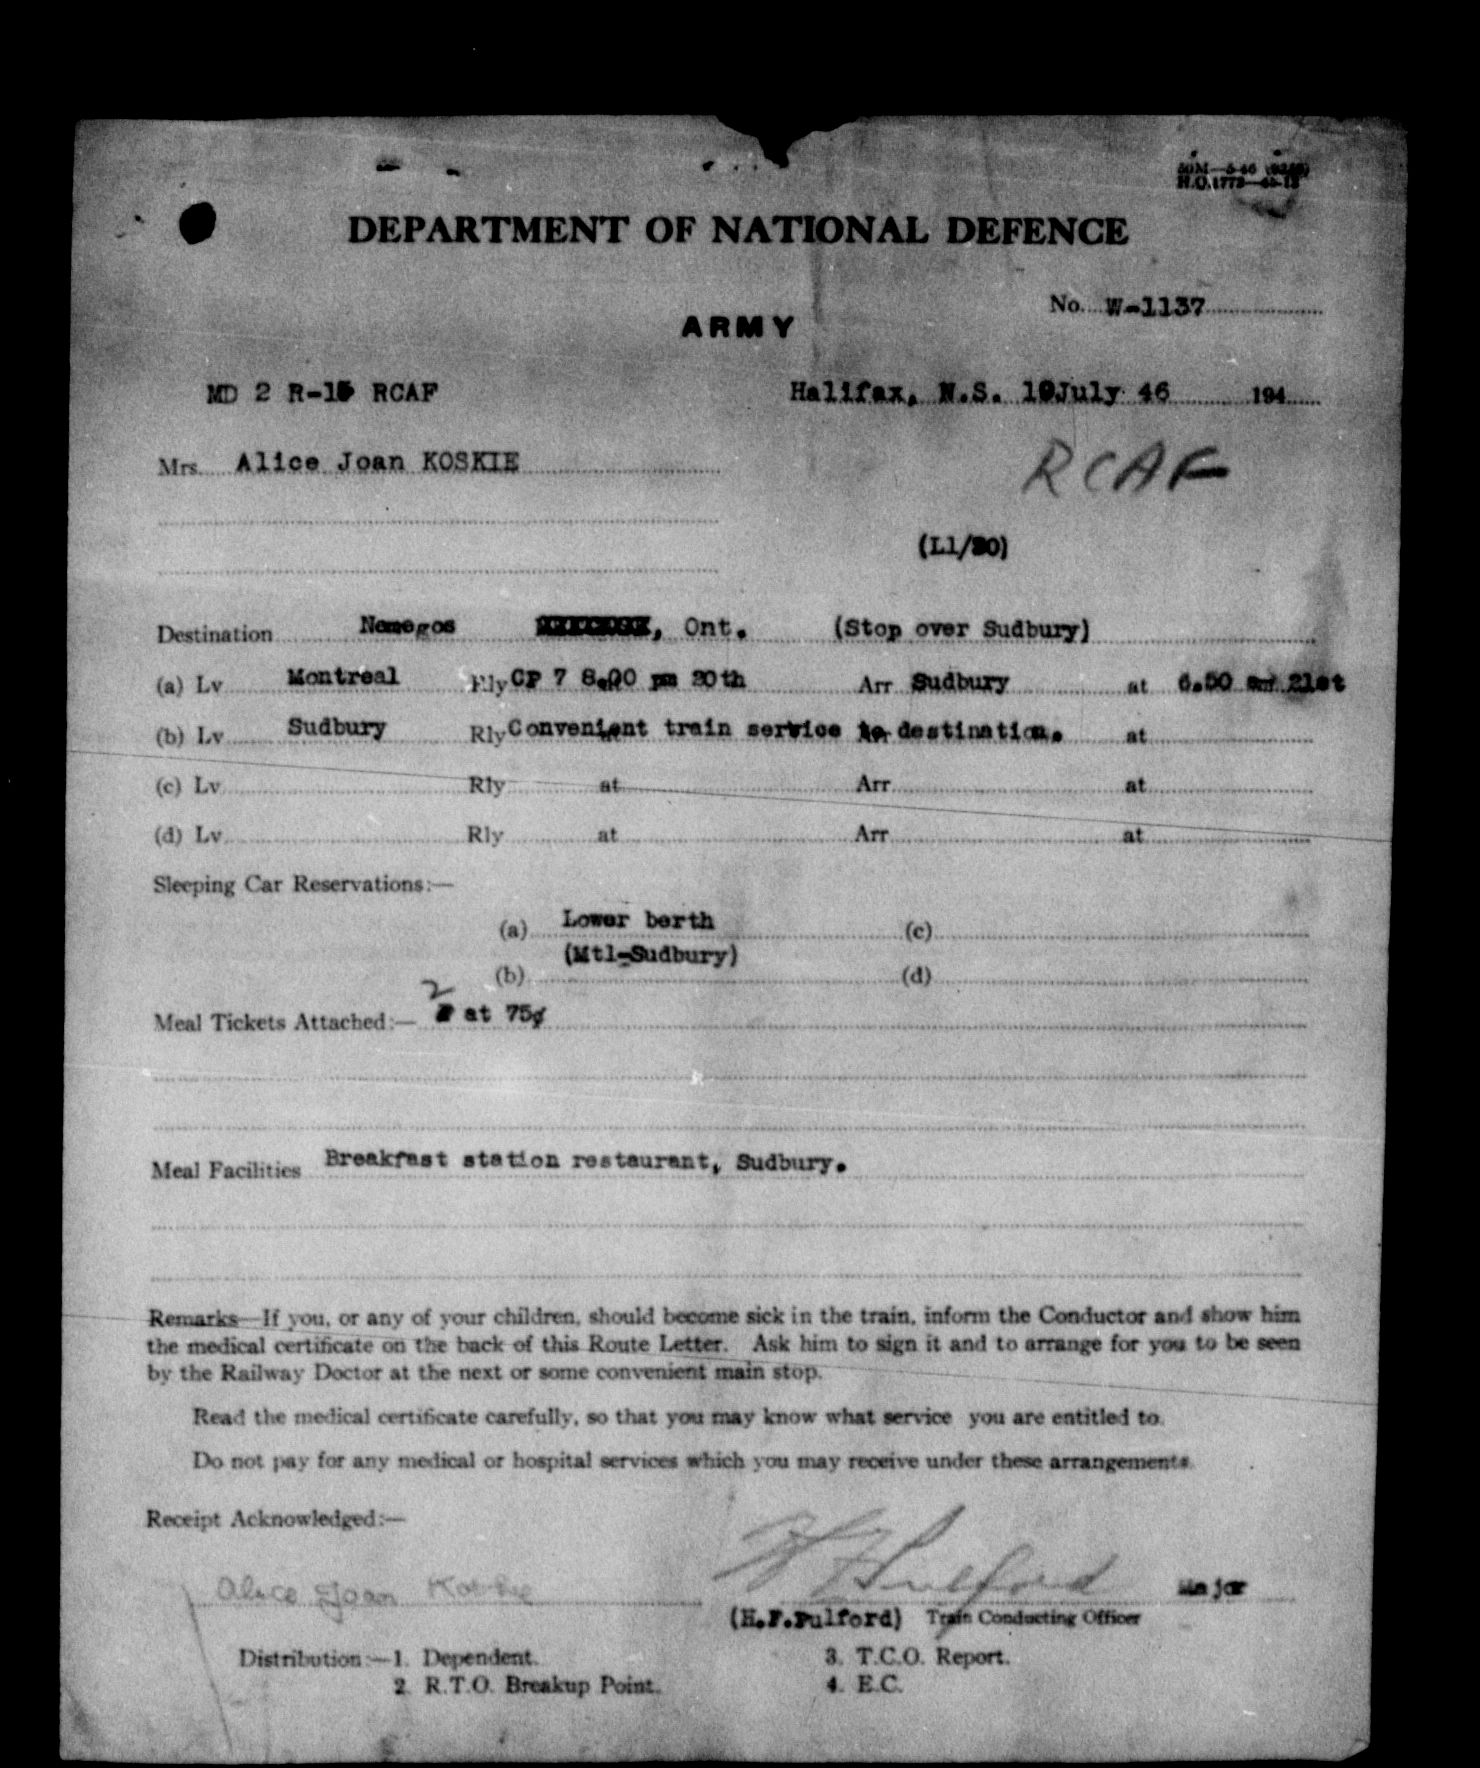 H.Q.1772—45-12
DEPARTMENT OF NATIONAL DEFENCE
No. W-1137
ARMY
MD 2 RCAF
Halifax, N.S. July 46 194
Mrs. Alice Joan KOSKIE
RCAF
Destination Nemegos , Ont. (Stop over Sudbury)
(a) Lv Montreal Rly CP 7 8.00 pm 20th Arr Sudbury at 6.50 am 21st
(b) Lv Sudbury Rly Convenient train service to destination. at
(c) Lv Rly at Arr at
(d) Lv Rly at Arr at
Sleeping Car Reservations:—
(a) Lower berth (c)
(Mtl-Sudbury)
(b) (d)
Meal Tickets Attached:— 2 at 75¢
Meal Facilities Breakfast station restaurant, Sudbury.
Remarks—If you, or any of your children, should become sick in the train, inform the Conductor and show him
the medical certificate on the back of this Route Letter. Ask him to sign it and to arrange for you to be seen
by the Railway Doctor at the next or some convenient main stop.
Read the medical certificate carefully, so that you may know what service you are entitled to.
Do not pay for any medical or hospital services which you may receive under these arrangements.
Receipt Acknowledged:—
Alice Joan Koskie H F Pulford Major
(H.F.Pulford) Train Conducting Officer
Distribution:—1. Dependent. 3. T.C.O. Report.
2. R.T.O. Breakup Point. 4. E.C.